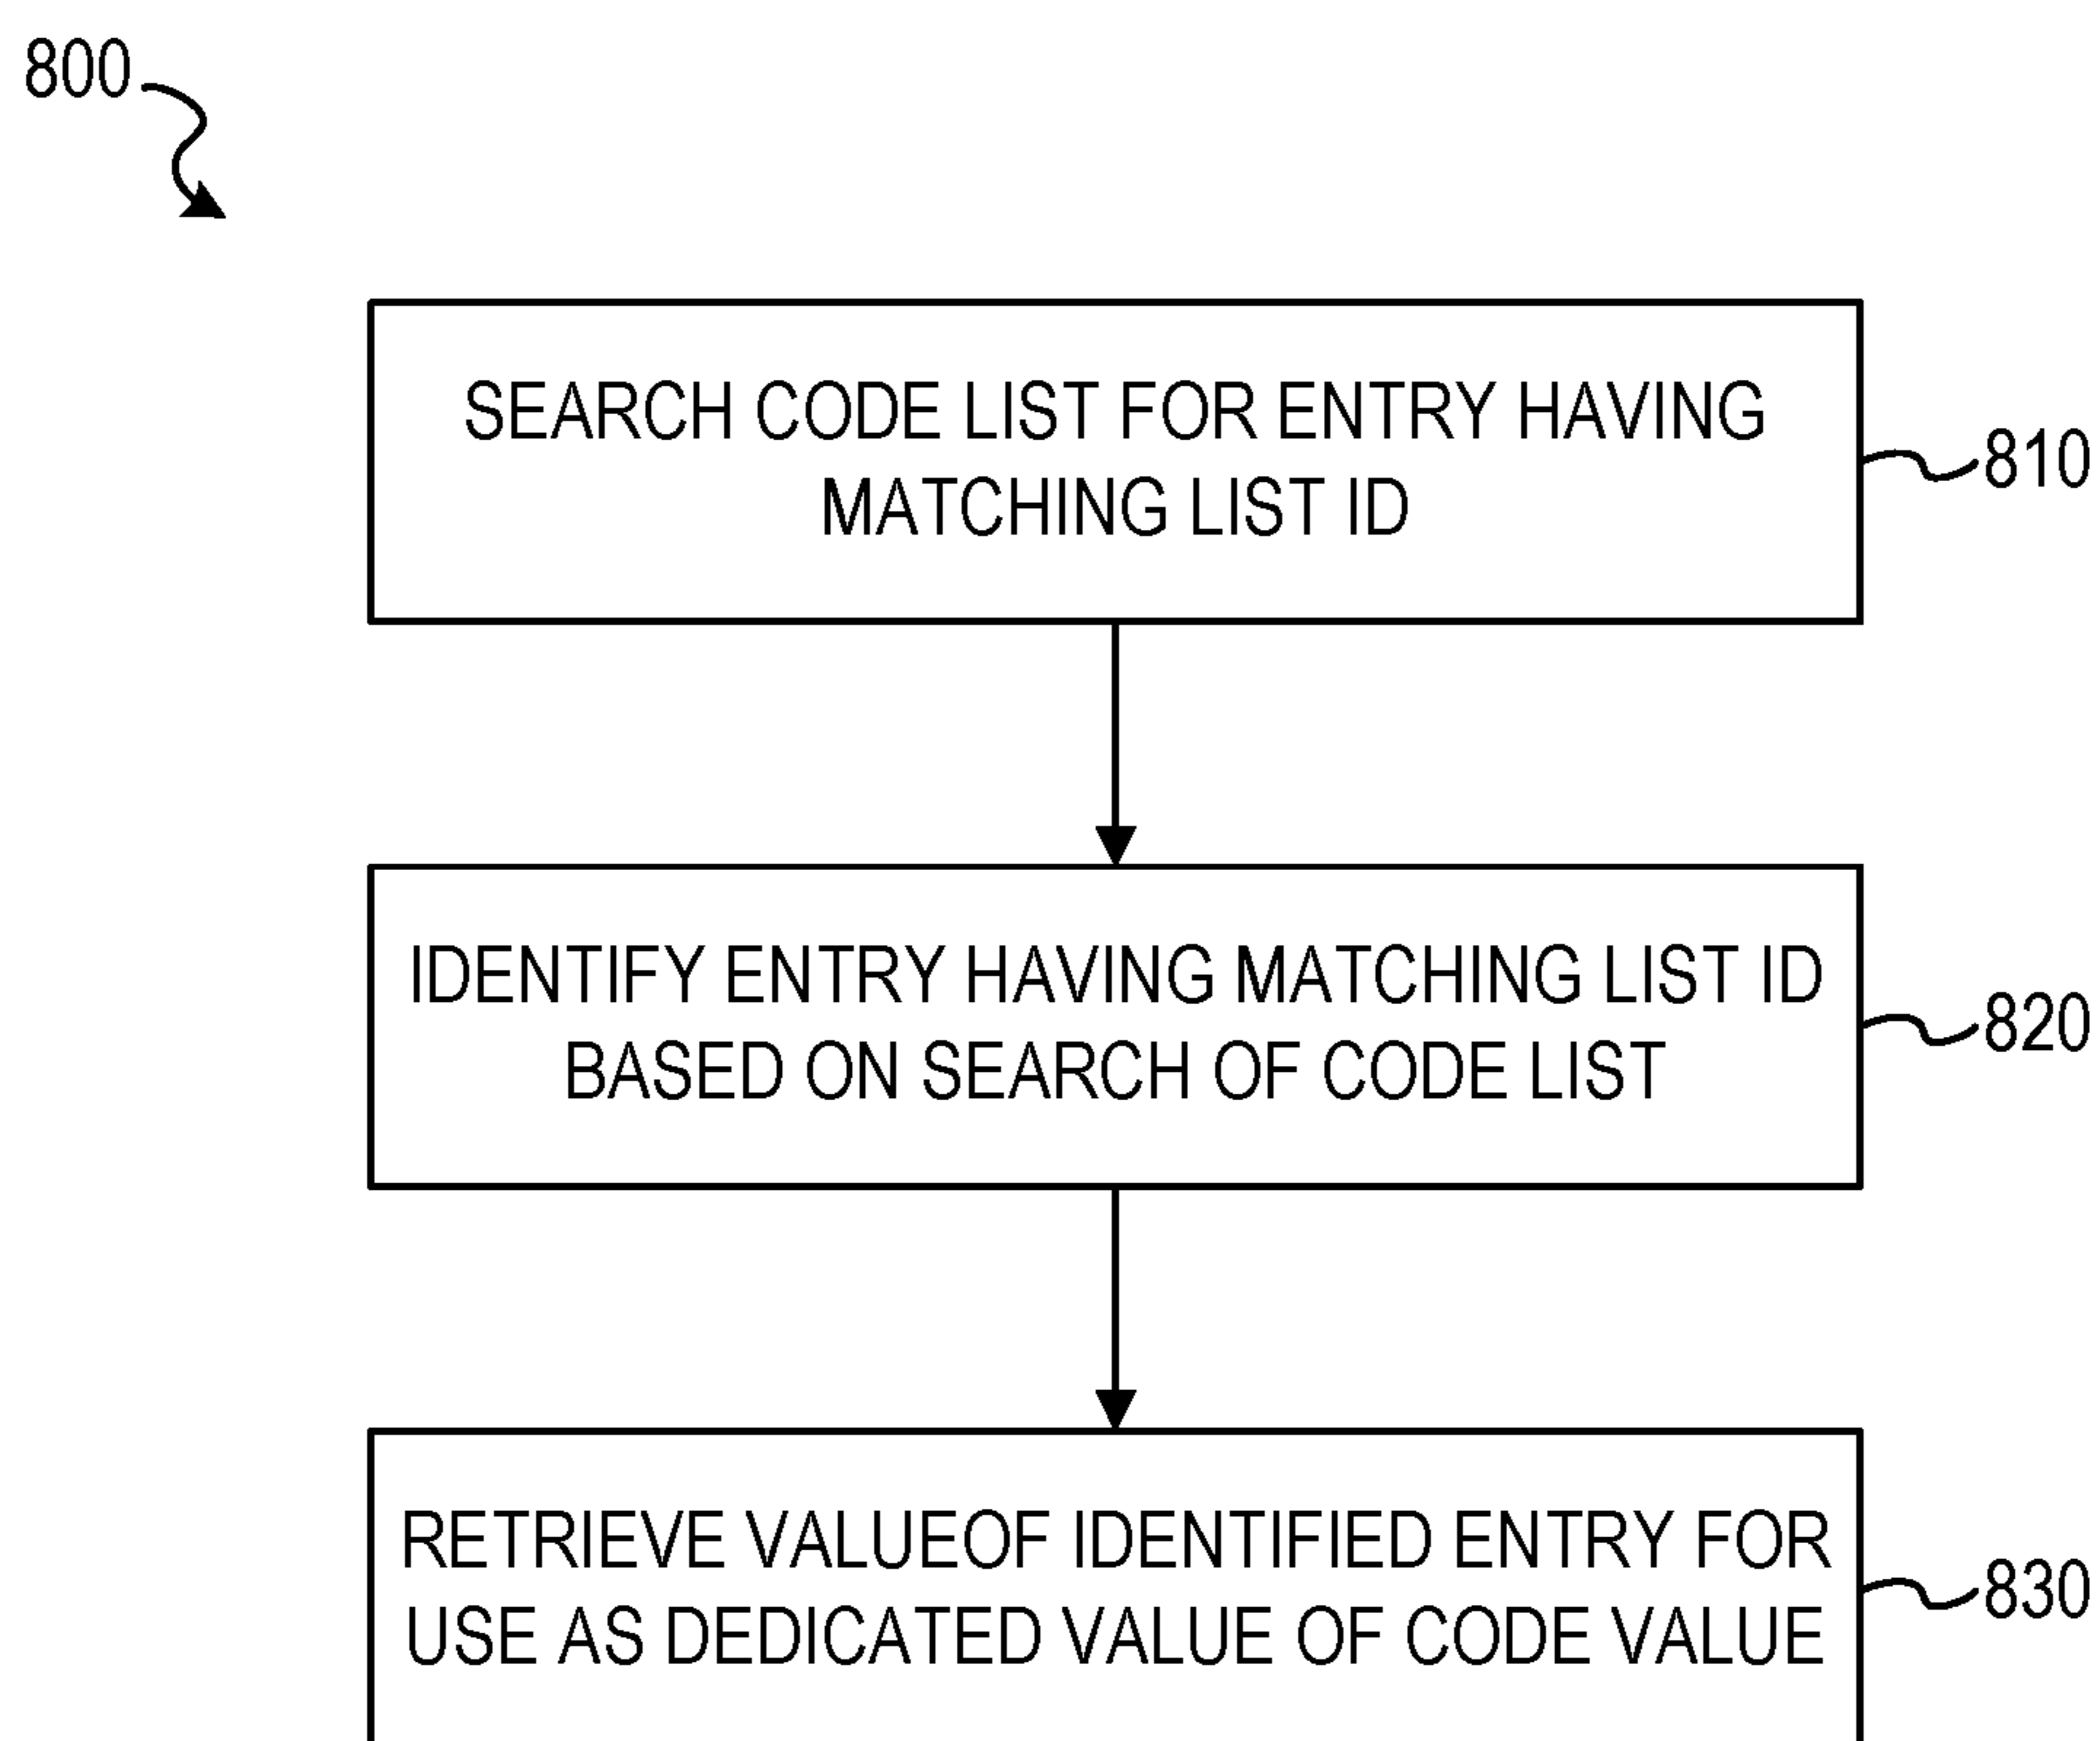 800
SEARCH CODE LIST FOR ENTRY HAVING
MATCHING LIST ID
810
IDENTIFY ENTRY HAVING MATCHING LIST ID
BASED ON SEARCH OF CODE LIST
820
RETRIEVE VALUEOF IDENTIFIED ENTRY FOR
USE AS DEDICATED VALUE OF CODE VALUE
830